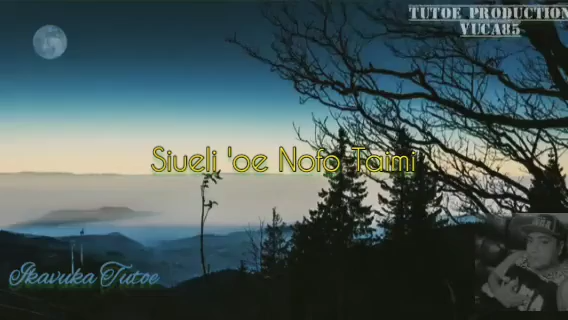 TUTOE PRODUCTION
YUCA85
Siueli 'oe Nofo Taimi
Ikavuka Tutoe